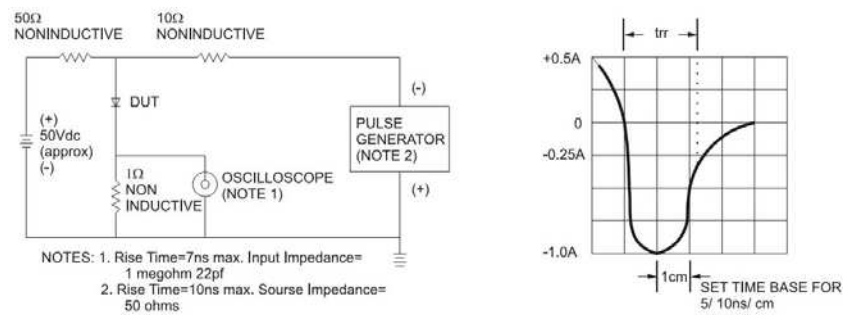 50Ω
NONINDUCTIVE
10Ω
NONINDUCTIVE
DUT
(+)
50Vdc
(approx)
(-)
1Ω
NON
INDUCTIVE
OSCILLOSCOPE
(NOTE 1)
(-)
PULSE
GENERATOR
(NOTE 2)
(+)
NOTES: 1. Rise Time=7ns max. Input Impedance=
1 megohm 22pf
2. Rise Time=10ns max. Sourse Impedance=
50 ohms
trr
+0.5A
0
-0.25A
-1.0A
1cm
SET TIME BASE FOR
5/ 10ns/ cm